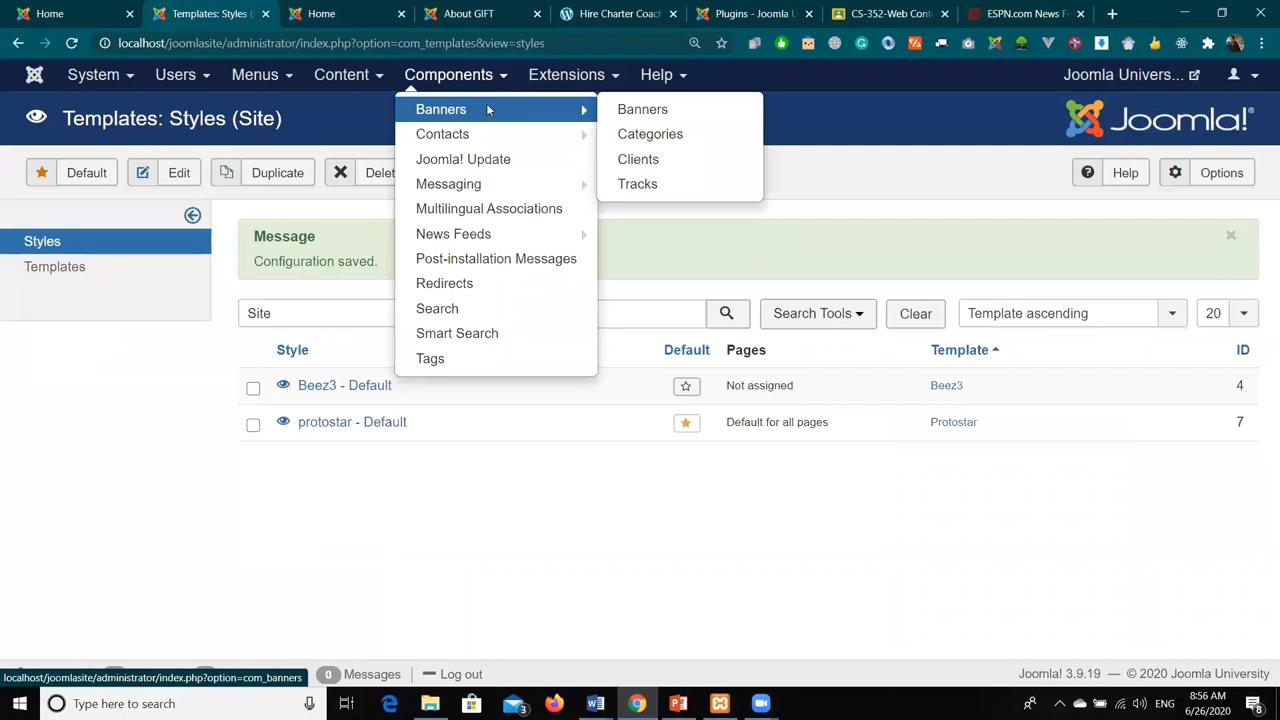 Home
Templates: Styles (Si
Home
About GIFT
Hire Charter Coac
Plugins - Joomla U
CS-352-Web Cont
ESPN.com News F
localhost/joomlasite/administrator/index.php?option=com_templates&view=styles
System Users Menus Content Components Extensions Help Joomla Univers...
Templates: Styles (Site)
Joomla!®
Default Edit Duplicate Delet Help Options
Banners
Contacts
Joomla! Update
Messaging
Multilingual Associations
News Feeds
Post-installation Messages
Redirects
Search
Smart Search
Tags
Banners
Categories
Clients
Tracks
Styles
Templates
Message
Configuration saved.
×
Site
Search Tools Clear Template ascending 20
Style Default Pages Template ID
Beez3 - Default Not assigned Beez3 4
protostar - Default Default for all pages Protostar 7
localhost/joomlasite/administrator/index.php?option=com_banners
0 Messages Log out Joomla! 3.9.19 — © 2020 Joomla University
Type here to search
3
ENG
8:56 AM
6/26/2020
8